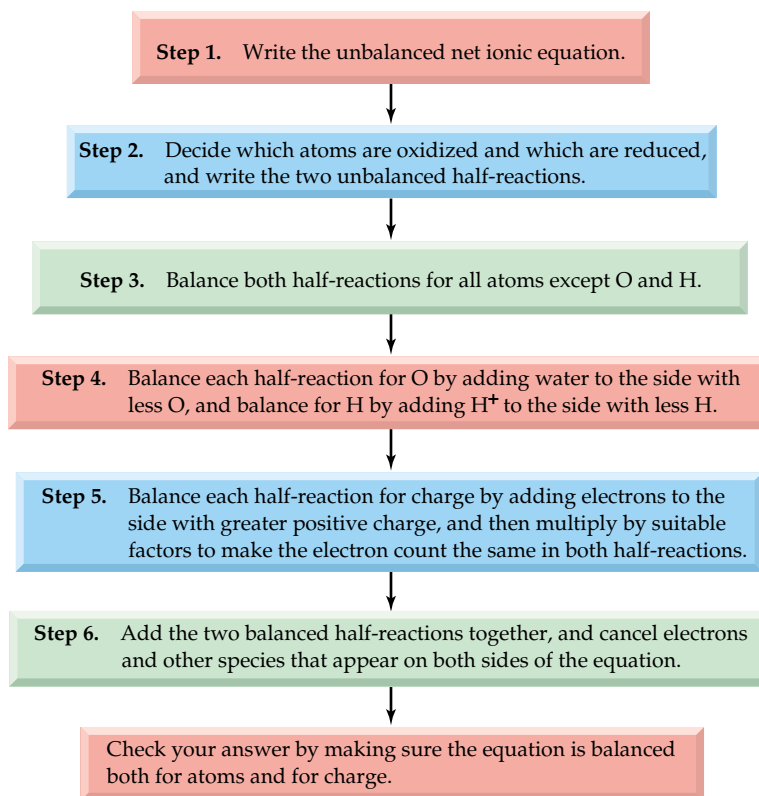 Step 1. Write the unbalanced net ionic equation.
Step 2. Decide which atoms are oxidized and which are reduced,
and write the two unbalanced half-reactions.
Step 3. Balance both half-reactions for all atoms except O and H.
Step 4. Balance each half-reaction for O by adding water to the side with
less O, and balance for H by adding H⁺ to the side with less H.
Step 5. Balance each half-reaction for charge by adding electrons to the
side with greater positive charge, and then multiply by suitable
factors to make the electron count the same in both half-reactions.
Step 6. Add the two balanced half-reactions together, and cancel electrons
and other species that appear on both sides of the equation.
Check your answer by making sure the equation is balanced
both for atoms and for charge.